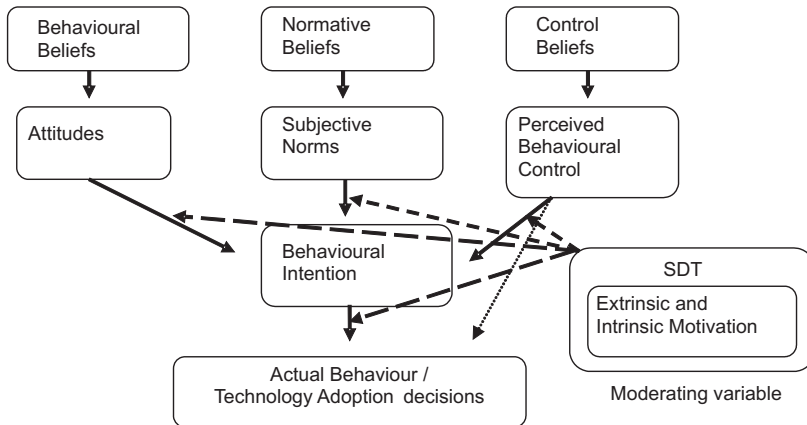 Behavioural
Beliefs
Normative
Beliefs
Control
Beliefs
Attitudes
Subjective
Norms
Perceived
Behavioural
Control
Behavioural
Intention
SDT
Extrinsic and
Intrinsic Motivation
Actual Behaviour /
Technology Adoption decisions
Moderating variable